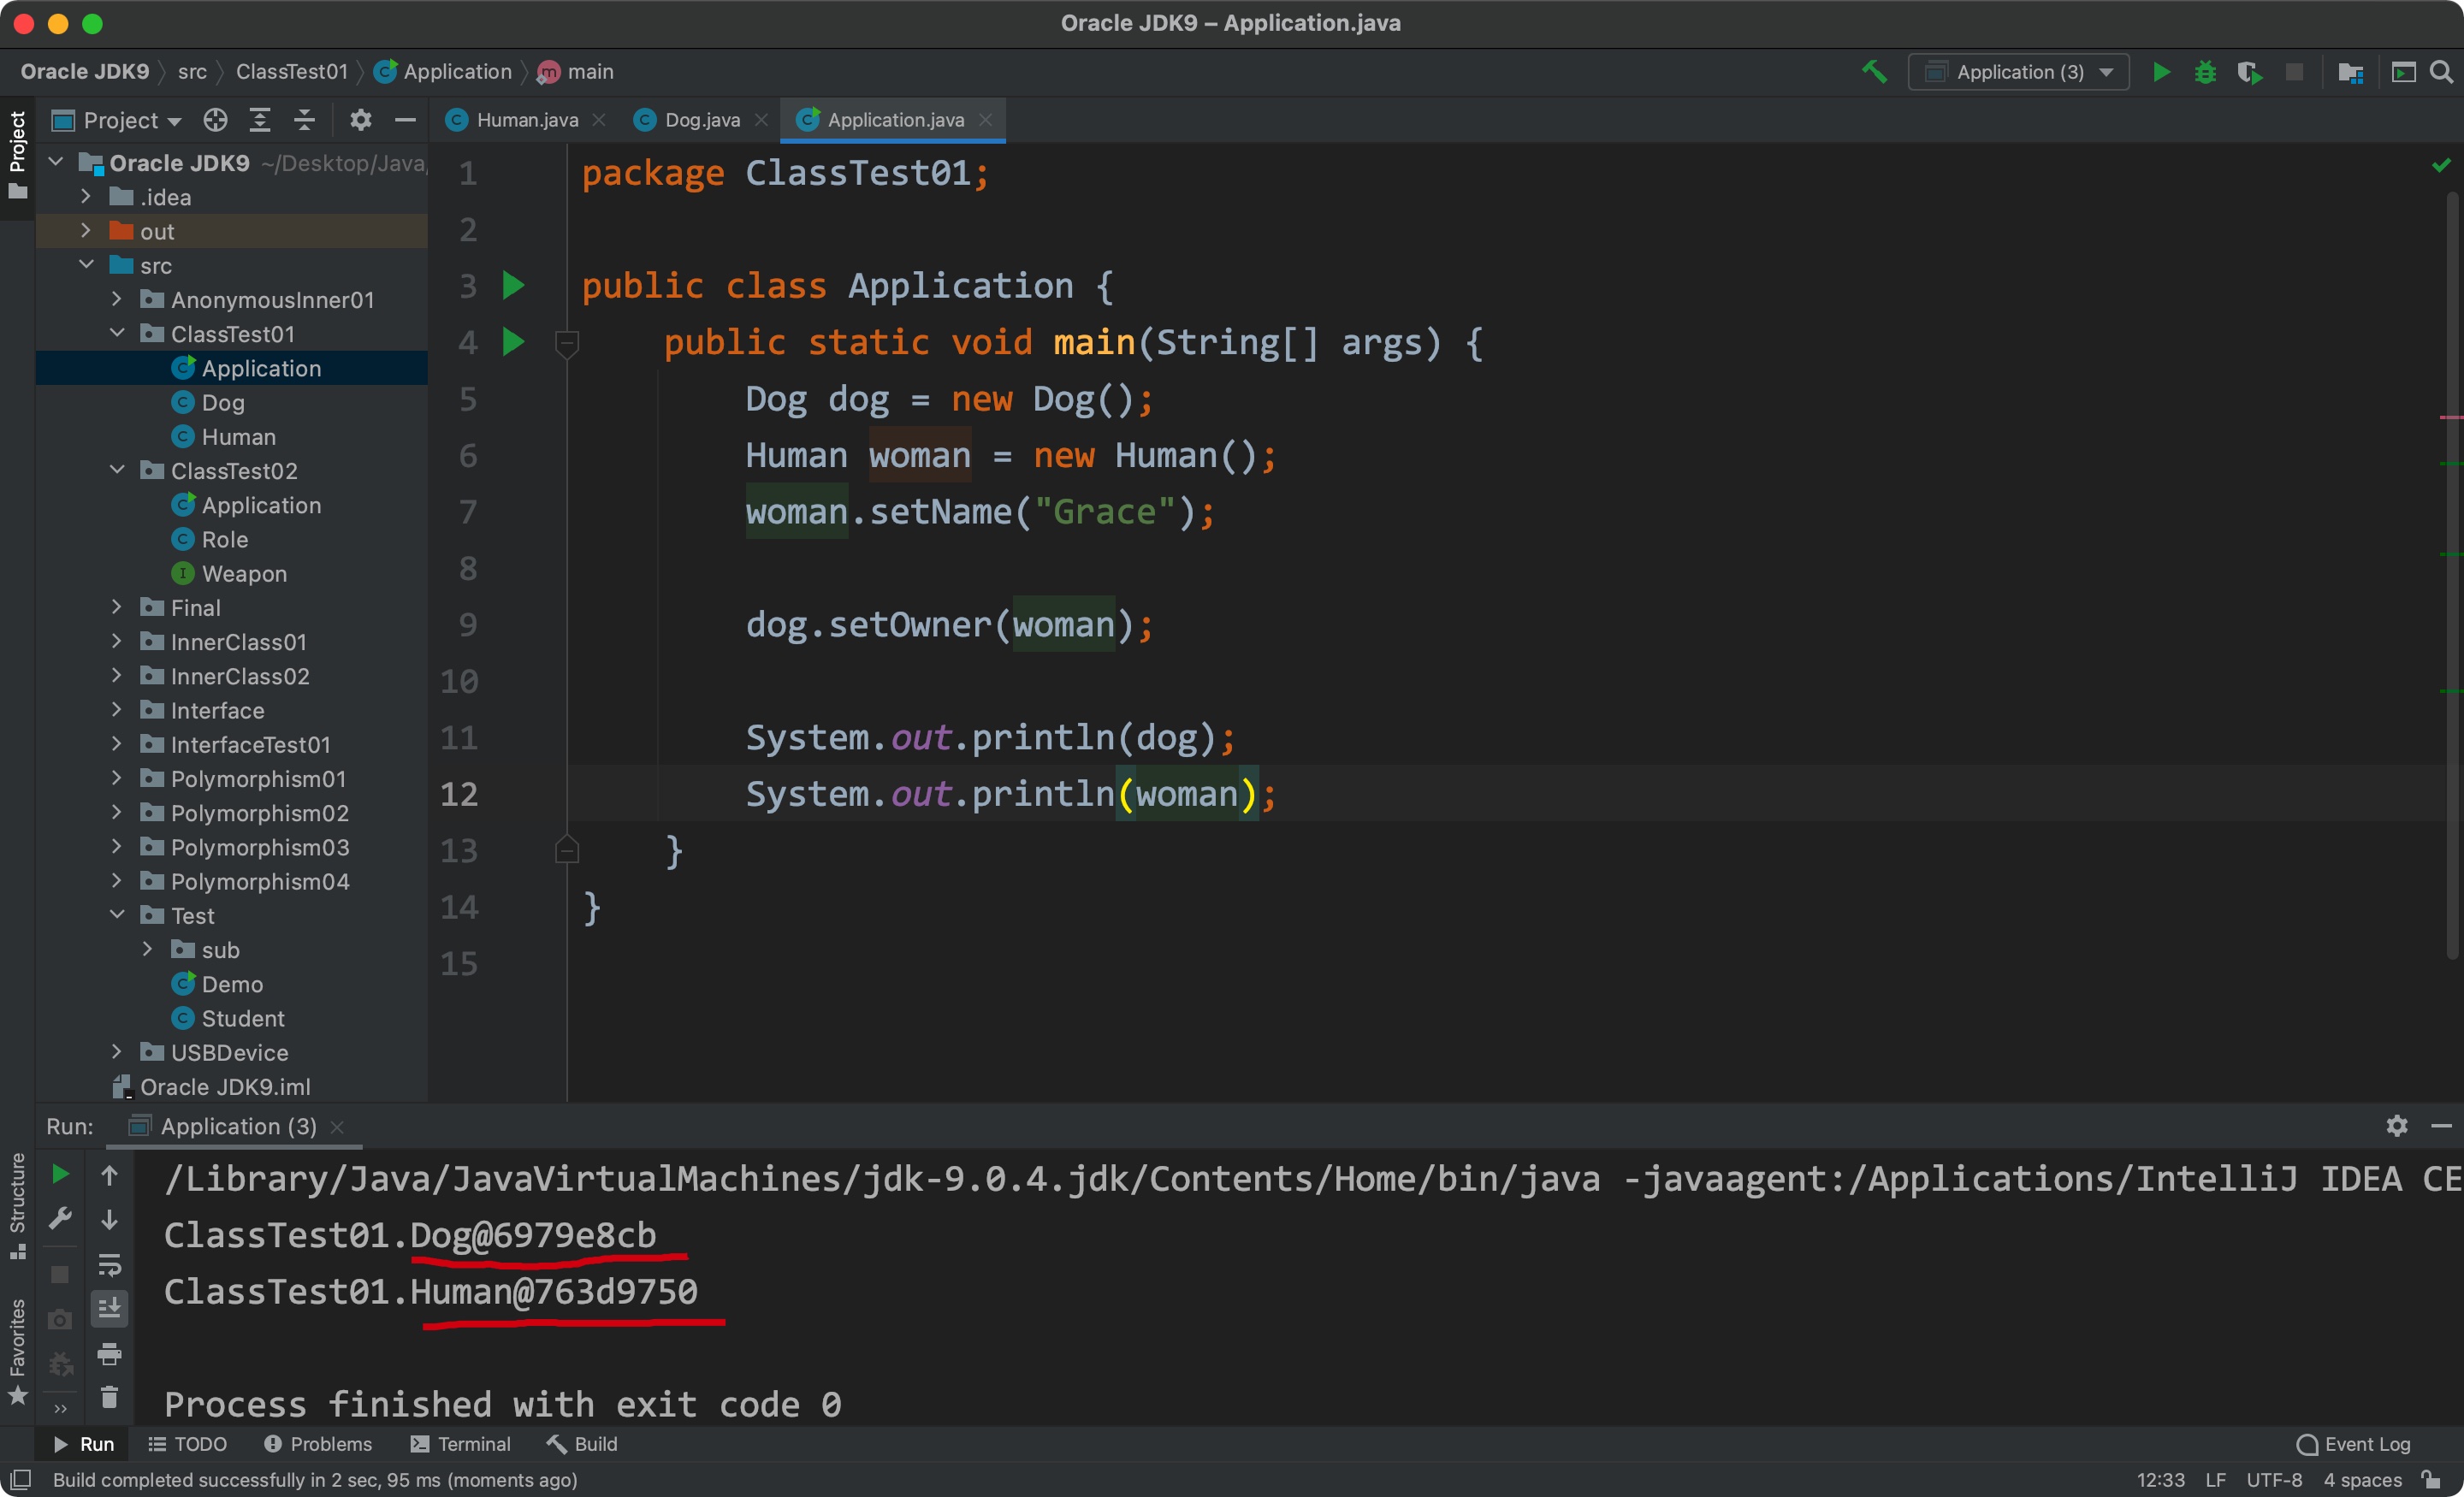 Oracle JDK9 – Application.java
Oracle JDK9 src ClassTest01 Application main
Application (3)
Project
Project
Human.java
Dog.java
Application.java
Oracle JDK9 ~/Desktop/Java
.idea
out
src
AnonymousInner01
ClassTest01
Application
Dog
Human
ClassTest02
Application
Role
Weapon
Final
InnerClass01
InnerClass02
Interface
InterfaceTest01
Polymorphism01
Polymorphism02
Polymorphism03
Polymorphism04
Test
sub
Demo
Student
USBDevice
Oracle JDK9.iml
1 package ClassTest01;
2
3 public class Application {
4 public static void main(String[] args) {
5 Dog dog = new Dog();
6 Human woman = new Human();
7 woman.setName("Grace");
8
9 dog.setOwner(woman);
10
11 System.out.println(dog);
12 System.out.println(woman);
13 }
14 }
15
Run: Application (3)
Structure
Favorites
/Library/Java/JavaVirtualMachines/jdk-9.0.4.jdk/Contents/Home/bin/java -javaagent:/Applications/IntelliJ IDEA CE
ClassTest01.Dog@6979e8cb
ClassTest01.Human@763d9750
Process finished with exit code 0
Run TODO Problems Terminal Build Event Log
Build completed successfully in 2 sec, 95 ms (moments ago) 12:33 LF UTF-8 4 spaces